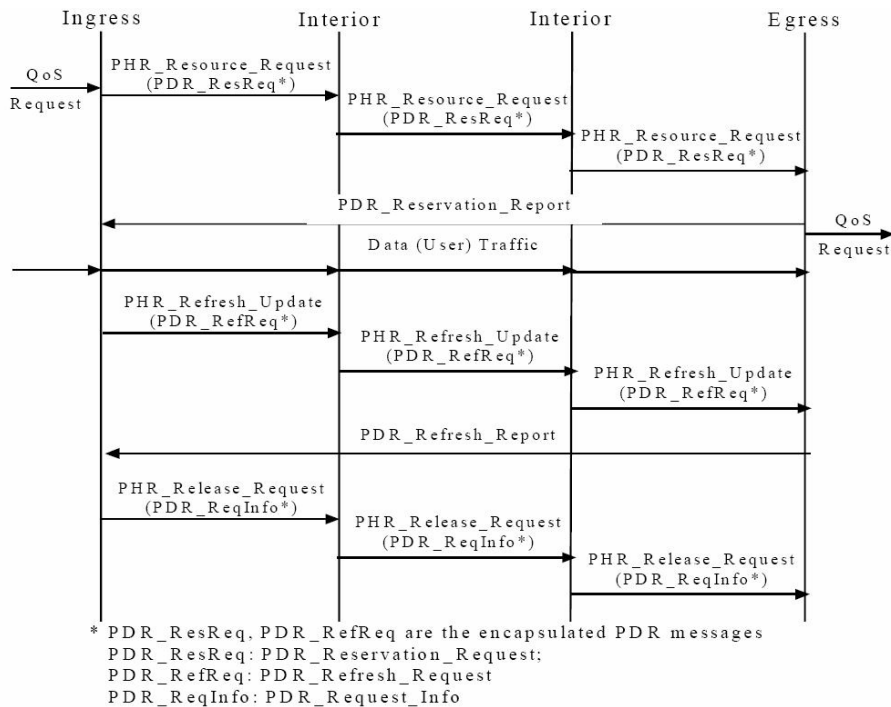 Ingress Interior Interior Egress
QoS
Request
PHR_Resource_Request
(PDR_ResReq*)
PHR_Resource_Request
(PDR_ResReq*)
PHR_Resource_Request
(PDR_ResReq*)
PDR_Reservation_Report
QoS
Request
Data (User) Traffic
PHR_Refresh_Update
(PDR_RefReq*)
PHR_Refresh_Update
(PDR_RefReq*)
PHR_Refresh_Update
(PDR_RefReq*)
PDR_Refresh_Report
PHR_Release_Request
(PDR_ReqInfo*)
PHR_Release_Request
(PDR_ReqInfo*)
PHR_Release_Request
(PDR_ReqInfo*)
* PDR_ResReq, PDR_RefReq are the encapsulated PDR messages
PDR_ResReq: PDR_Reservation_Request;
PDR_RefReq: PDR_Refresh_Request
PDR_ReqInfo: PDR_Request_Info